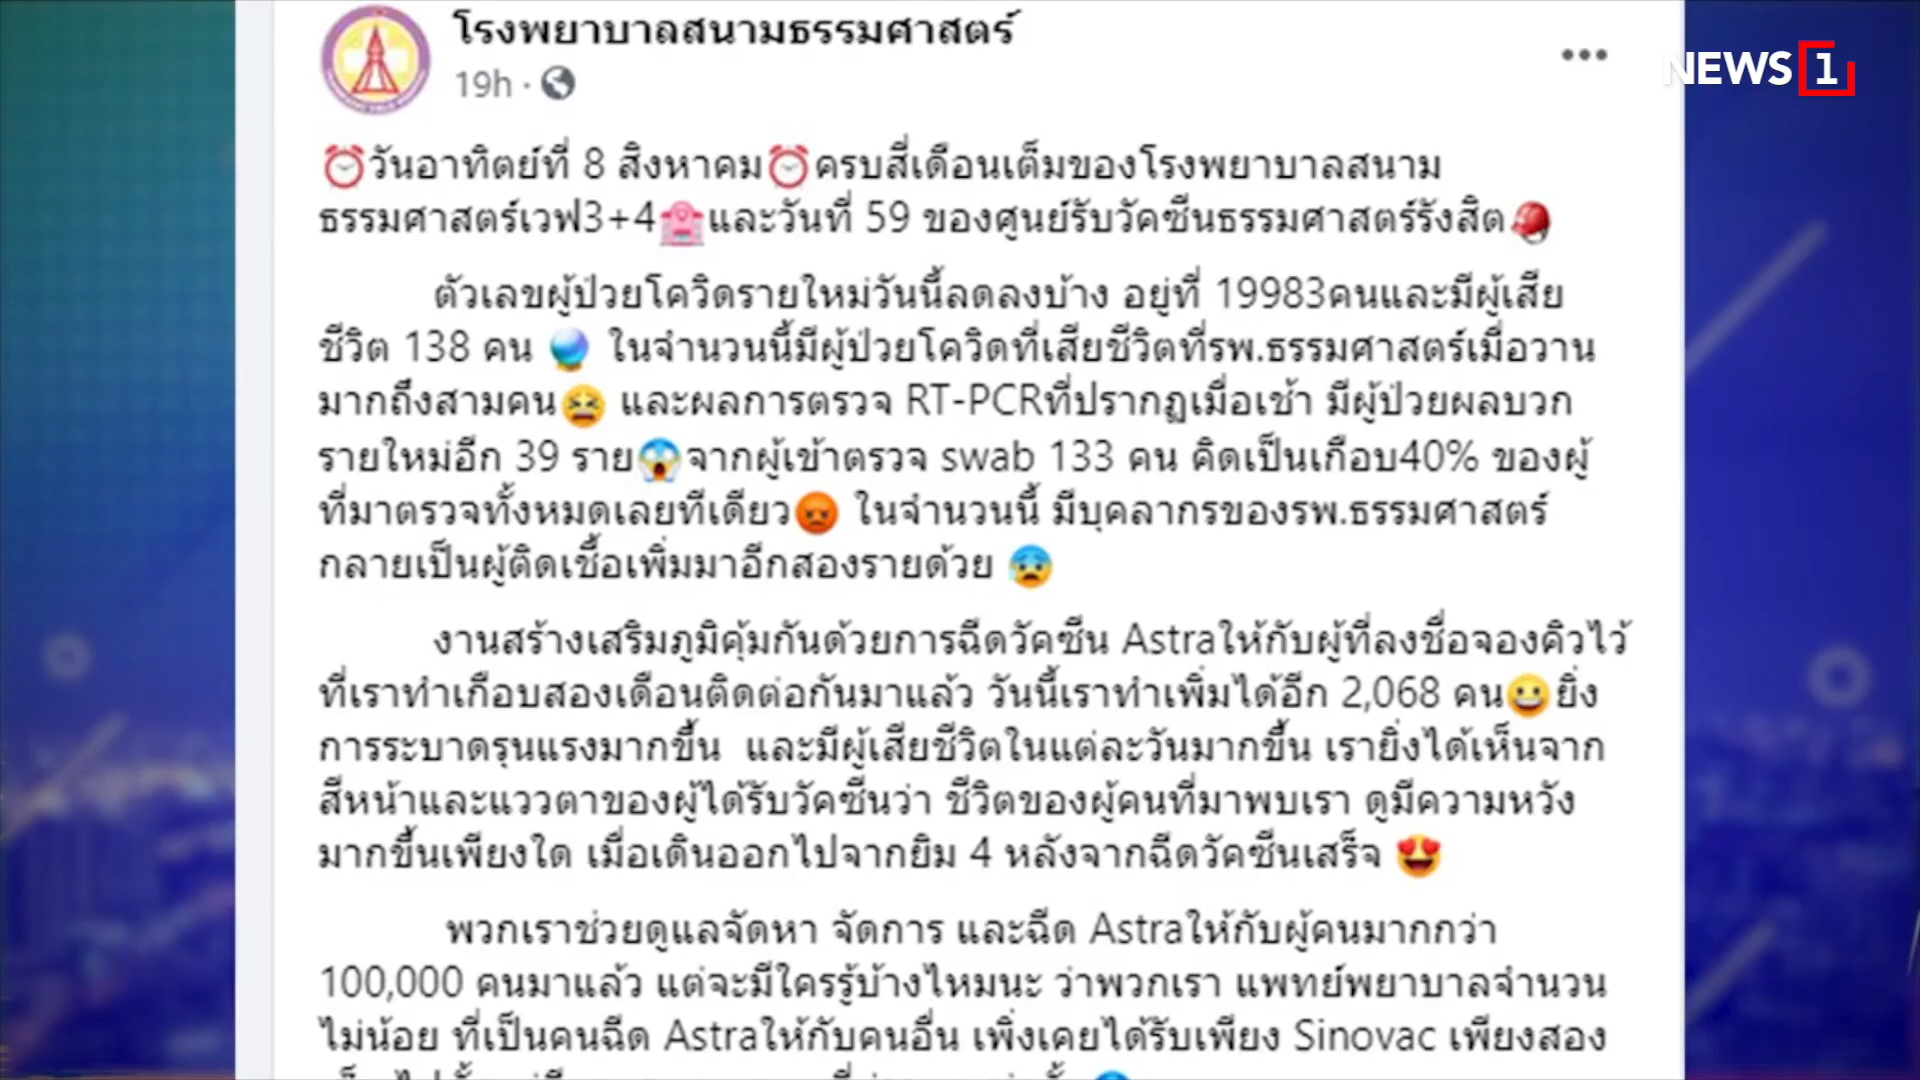 โรงพยาบาลสนามธรรมศาสตร์
19h ·
NEWS 1
⏰วันอาทิตย์ที่ 8 สิงหาคม⏰ครบสี่เดือนเต็มของโรงพยาบาลสนาม
ธรรมศาสตร์เวฟ3+4🏩และวันที่ 59 ของศูนย์รับวัคซีนธรรมศาสตร์รังสิต⛑
ตัวเลขผู้ป่วยโควิดรายใหม่วันนี้ลดลงบ้าง อยู่ที่ 19983คนและมีผู้เสีย
ชีวิต 138 คน 🔮 ในจำนวนนี้มีผู้ป่วยโควิดที่เสียชีวิตที่รพ.ธรรมศาสตร์เมื่อวาน
มากถึงสามคน😫 และผลการตรวจ RT-PCRที่ปรากฏเมื่อเช้า มีผู้ป่วยผลบวก
รายใหม่อีก 39 ราย😱จากผู้เข้าตรวจ swab 133 คน คิดเป็นเกือบ40% ของผู้
ที่มาตรวจทั้งหมดเลยทีเดียว😡 ในจำนวนนี้ มีบุคลากรของรพ.ธรรมศาสตร์
กลายเป็นผู้ติดเชื้อเพิ่มมาอีกสองรายด้วย 😰
งานสร้างเสริมภูมิคุ้มกันด้วยการฉีดวัคซีน Astraให้กับผู้ที่ลงชื่อจองคิวไว้
ที่เราทำเกือบสองเดือนติดต่อกันมาแล้ว วันนี้เราทำเพิ่มได้อีก 2,068 คน😀ยิ่ง
การระบาดรุนแรงมากขึ้น และมีผู้เสียชีวิตในแต่ละวันมากขึ้น เรายิ่งได้เห็นจาก
สีหน้าและแววตาของผู้ได้รับวัคซีนว่า ชีวิตของผู้คนที่มาพบเรา ดูมีความหวัง
มากขึ้นเพียงใด เมื่อเดินออกไปจากยิม 4 หลังจากฉีดวัคซีนเสร็จ 😍
พวกเราช่วยดูแลจัดหา จัดการ และฉีด Astraให้กับผู้คนมากกว่า
100,000 คนมาแล้ว แต่จะมีใครรู้บ้างไหมนะ ว่าพวกเรา แพทย์พยาบาลจำนวน
ไม่น้อย ที่เป็นคนฉีด Astraให้กับคนอื่น เพิ่งเคยได้รับเพียง Sinovac เพียงสอง